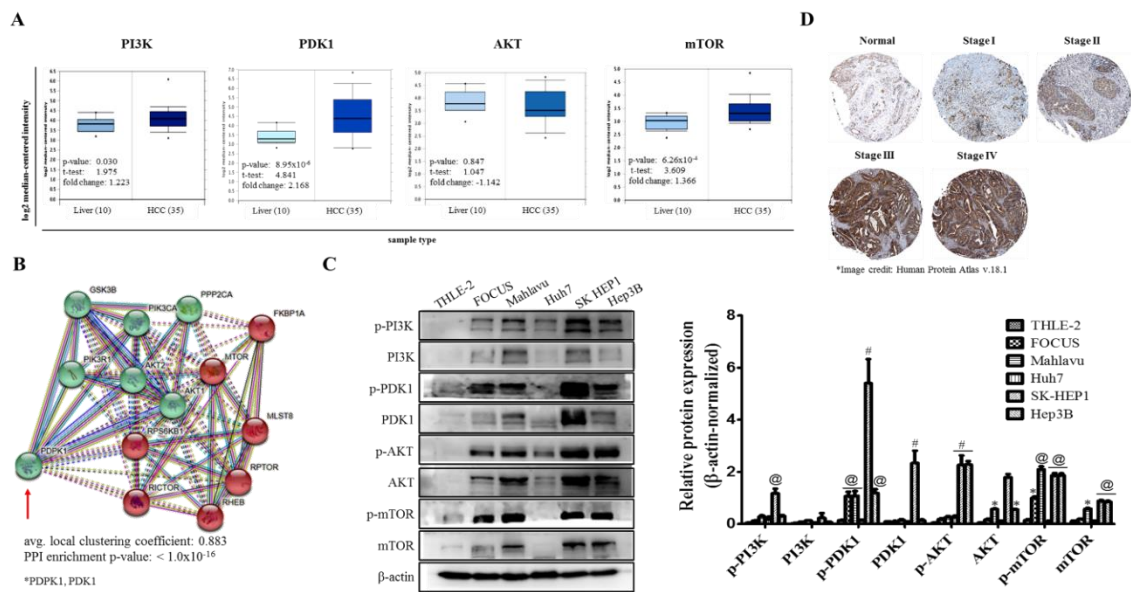 A
PI3K
PDK1
AKT
mTOR
log2 median-centered intensity
p-value: 0.030
t-test: 1.975
fold change: 1.223
Liver (10)
HCC (35)
p-value: 8.95x10-6
t-test: 4.841
fold change: 2.168
Liver (10)
HCC (35)
p-value: 0.847
t-test: 1.047
fold change: -1.142
Liver (10)
HCC (35)
p-value: 6.26x10-4
t-test: 3.609
fold change: 1.366
Liver (10)
HCC (35)
sample type
B
GSK3B
PIK3CA
PPP2CA
FKBP1A
PIK3R1
AKT2
MTOR
AKT1
MLST8
RPS6KB1
PDPK1
RPTOR
RICTOR
RHEB
avg. local clustering coefficient: 0.883
PPI enrichment p-value: < 1.0x10-16
*PDPK1, PDK1
C
THLE-2
FOCUS
Mahlavu
Huh7
SK HEP1
Hep3B
p-PI3K
PI3K
p-PDK1
PDK1
p-AKT
AKT
p-mTOR
mTOR
β-actin
Relative protein expression
(β-actin-normalized)
8
6
4
2
0
THLE-2
FOCUS
Mahlavu
Huh7
SK-HEP1
Hep3B
@
@
#
@
#
#
*
*
*
@
@
*
@
p-PI3K
PI3K
p-PDK1
PDK1
p-AKT
AKT
p-mTOR
mTOR
D
Normal
Stage I
Stage II
Stage III
Stage IV
*Image credit: Human Protein Atlas v.18.1